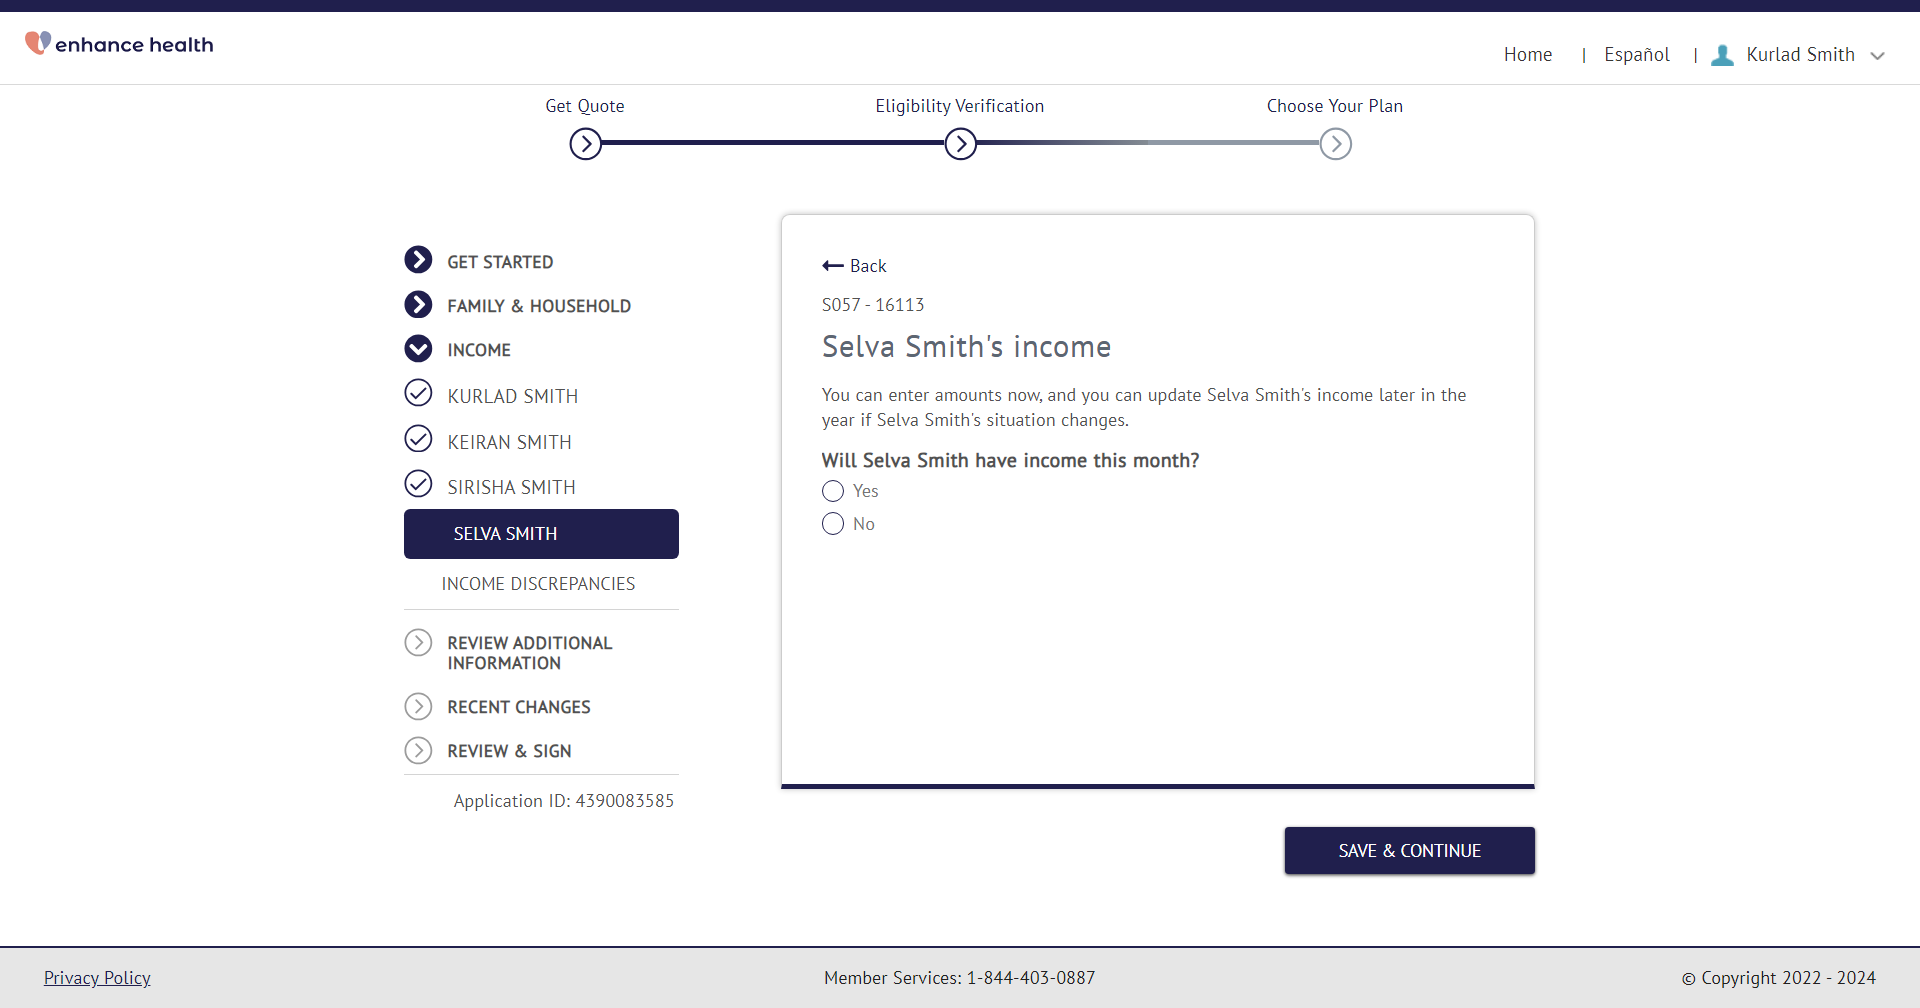 enhance health
Home | Español | Kurlad Smith
Get Quote
Eligibility Verification
Choose Your Plan
GET STARTED
FAMILY & HOUSEHOLD
INCOME
KURLAD SMITH
KEIRAN SMITH
SIRISHA SMITH
SELVA SMITH
INCOME DISCREPANCIES
REVIEW ADDITIONAL
INFORMATION
RECENT CHANGES
REVIEW & SIGN
Application ID: 4390083585
Back
S057 - 16113
Selva Smith's income
You can enter amounts now, and you can update Selva Smith's income later in the
year if Selva Smith's situation changes.
Will Selva Smith have income this month?
Yes
No
SAVE & CONTINUE
Privacy Policy
Member Services: 1-844-403-0887
© Copyright 2022 - 2024